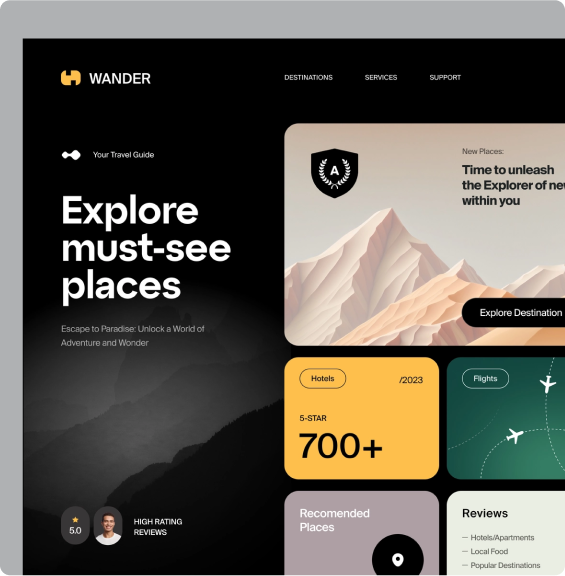 WANDER
DESTINATIONS
SERVICES
SUPPORT
Your Travel Guide
Explore
must-see
places
Escape to Paradise: Unlock a World of
Adventure and Wonder
5.0
HIGH RATING
REVIEWS
A
New Places:
Time to unleash
the Explorer of new
within you
Explore Destination
Hotels
/2023
5-STAR
700+
Flights
Recomended
Places
Reviews
— Hotels/Apartments
— Local Food
— Popular Destinations